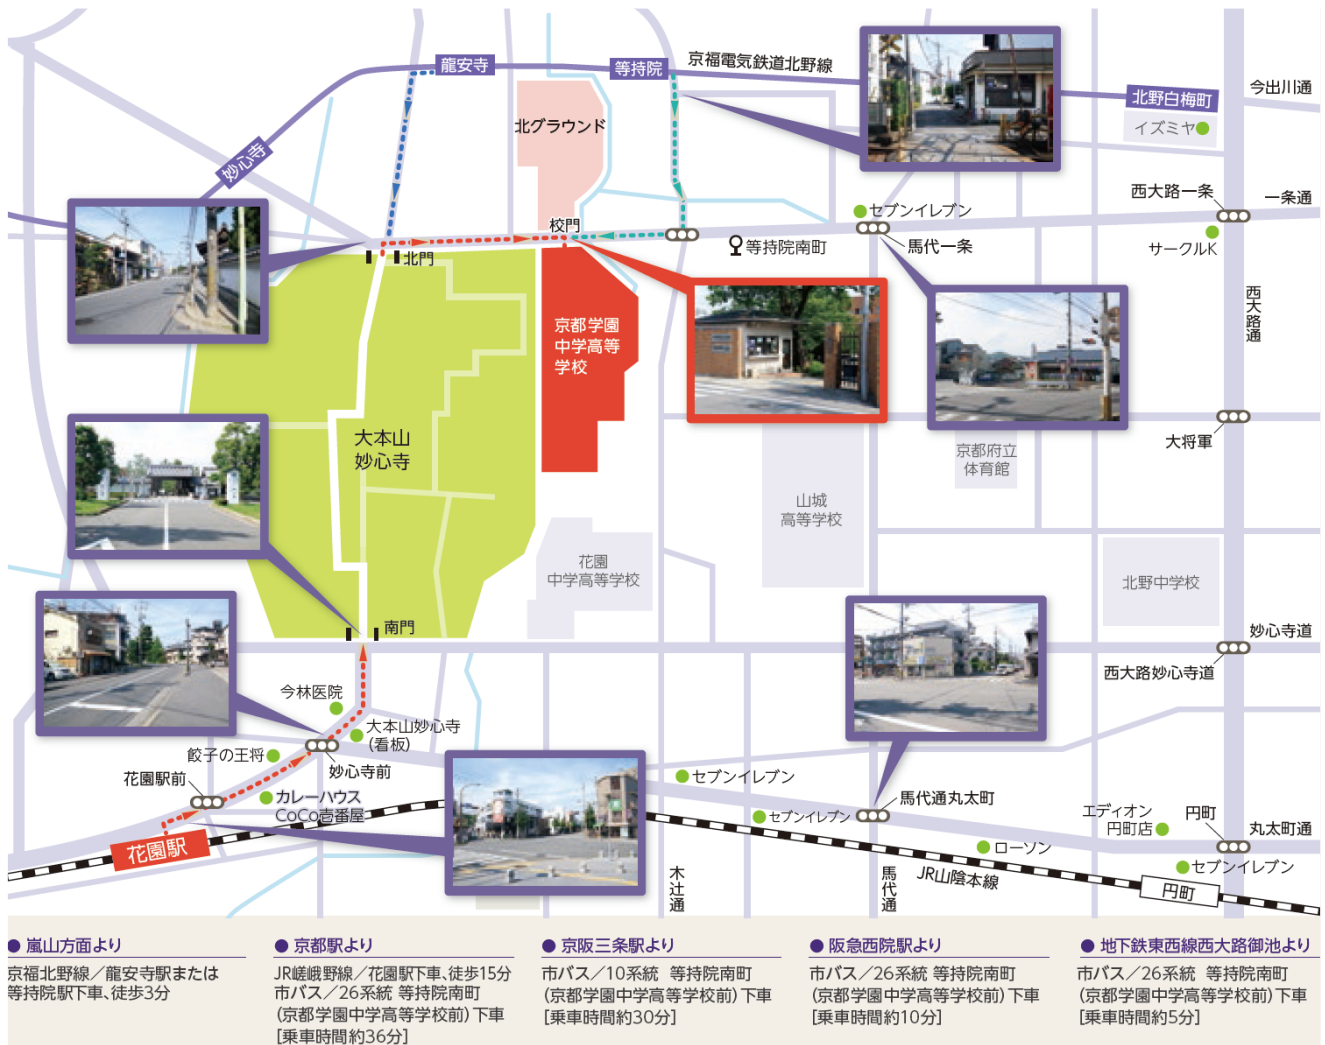 龍安寺
等持院
京福電気鉄道北野線
北野白梅町
今出川通
イズミヤ
妙心寺
北グラウンド
校門
北門
セブンイレブン
馬代一条
等持院南町
西大路一条
一条通
サークルK
西大路通
京都学園
中学高等
学校
大本山
妙心寺
大将軍
京都府立
体育館
山城
高等学校
花園
中学高等学校
北野中学校
南門
妙心寺道
西大路妙心寺道
今林医院
大本山妙心寺
(看板)
餃子の王将
妙心寺前
花園駅前
カレーハウス
CoCo壱番屋
花園駅
セブンイレブン
セブンイレブン
馬代通丸太町
エディオン
円町店
円町
丸太町通
ローソン
セブンイレブン
JR山陰本線
円町
木辻通
馬代通
● 嵐山方面より
京福北野線／龍安寺駅または
等持院駅下車、徒歩3分
● 京都駅より
JR嵯峨野線／花園駅下車、徒歩15分
市バス／26系統 等持院南町
(京都学園中学高等学校前)下車
[乗車時間約36分]
● 京阪三条駅より
市バス／10系統 等持院南町
(京都学園中学高等学校前)下車
[乗車時間約30分]
● 阪急西院駅より
市バス／26系統 等持院南町
(京都学園中学高等学校前)下車
[乗車時間約10分]
● 地下鉄東西線西大路御池より
市バス／26系統 等持院南町
(京都学園中学高等学校前)下車
[乗車時間約5分]